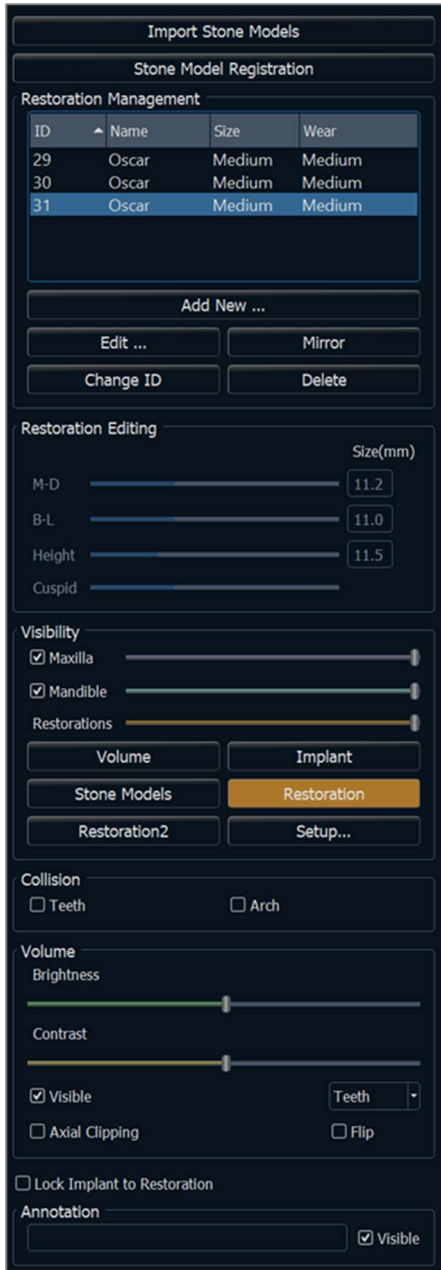 Import Stone Models
Stone Model Registration
Restoration Management
ID Name Size Wear
29 Oscar Medium Medium
30 Oscar Medium Medium
31 Oscar Medium Medium
Add New ...
Edit ... Mirror
Change ID Delete
Restoration Editing
Size(mm)
M-D 11.2
B-L 11.0
Height 11.5
Cuspid
Visibility
Maxilla
Mandible
Restorations
Volume Implant
Stone Models Restoration
Restoration2 Setup...
Collision
Teeth Arch
Volume
Brightness
Contrast
Visible Teeth
Axial Clipping Flip
Lock Implant to Restoration
Annotation
Visible